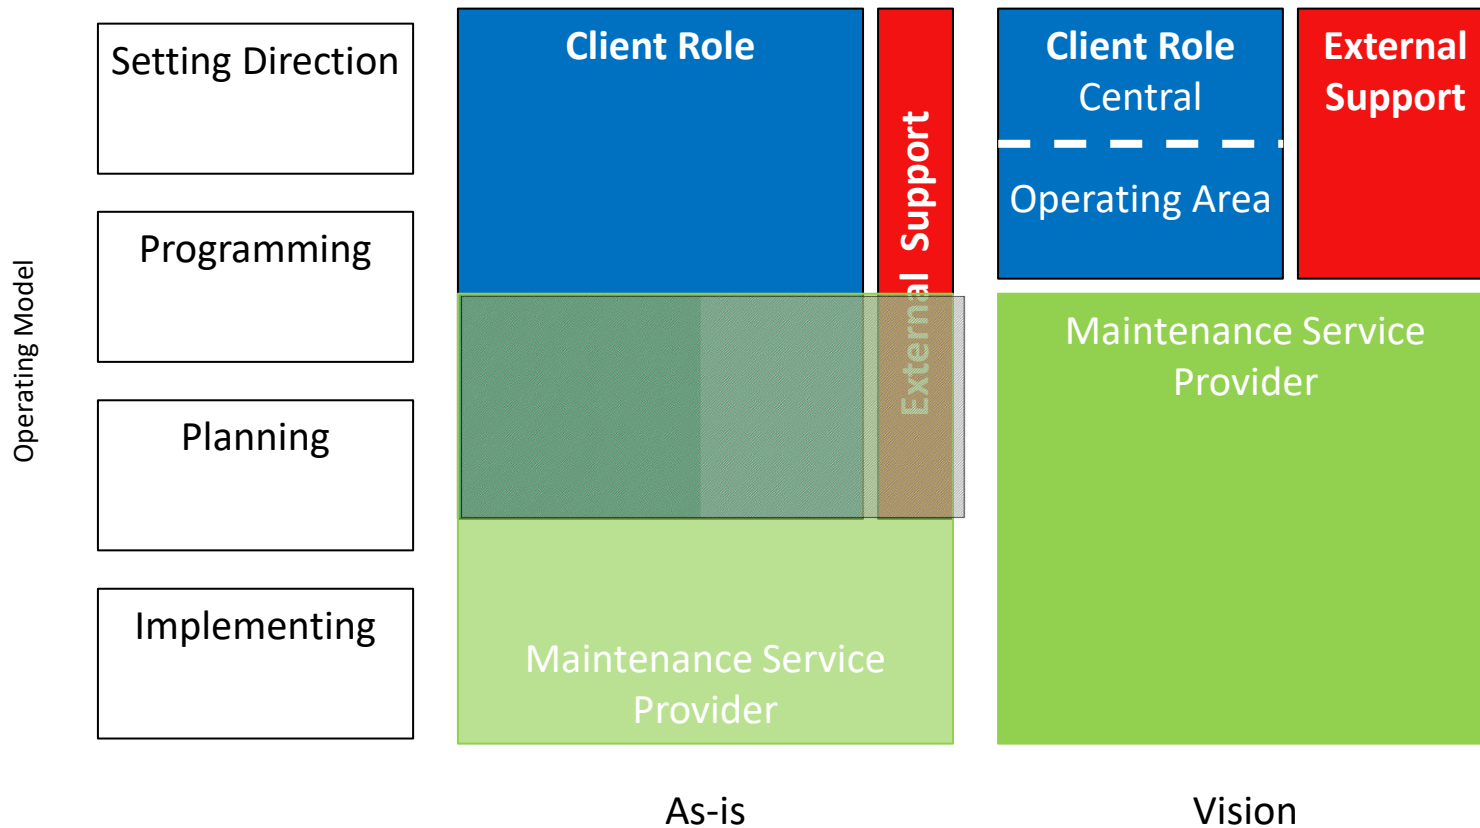 Operating Model
Setting Direction
Programming
Planning
Implementing
Client Role
External Support
Maintenance Service
Provider
As-is
Client Role
Central
Operating Area
External
Support
Maintenance Service
Provider
Vision